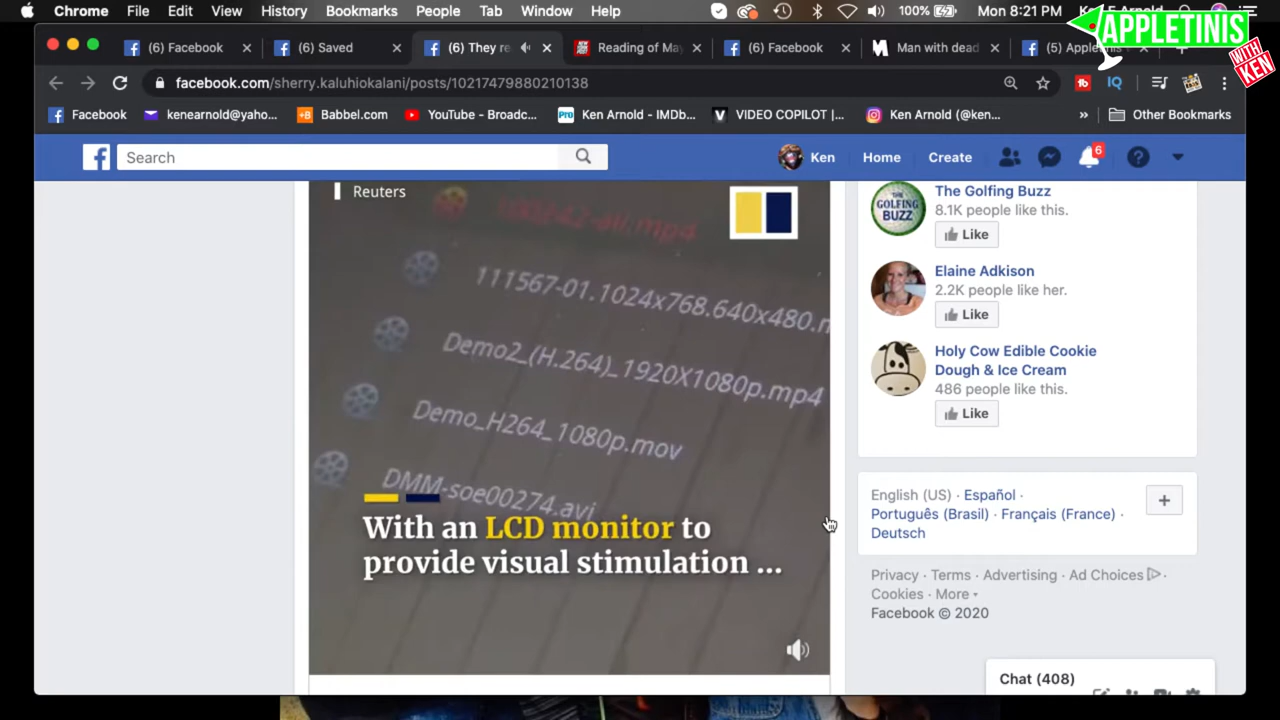 Chrome File Edit View History Bookmarks People Tab Window Help 100% Mon 8:21 PM
APPLETINIS
WITH KEN
(6) Facebook (6) Saved (6) They re Reading of May (6) Facebook Man with dead (5)
facebook.com/sherry.kaluhiokalani/posts/10217479880210138
Facebook kenearnold@yaho... Babbel.com YouTube - Broadc... Ken Arnold - IMDb... VIDEO COPILOT |... Ken Arnold (@ken... » Other Bookmarks
Search Ken Home Create 6
Reuters
111567-01.1024x768.640x480.
Demo2_(H.264)_1920X1080p.mp4
Demo_H264_1080p.mov
DMM-soe00274.avi
With an LCD monitor to
provide visual stimulation ...
THE GOLFING BUZZ
The Golfing Buzz
8.1K people like this.
Like
Elaine Adkison
2.2K people like her.
Like
Holy Cow Edible Cookie
Dough & Ice Cream
486 people like this.
Like
English (US) · Español ·
Português (Brasil) · Français (France) ·
Deutsch
Privacy · Terms · Advertising · Ad Choices ·
Cookies · More
Facebook © 2020
Chat (408)